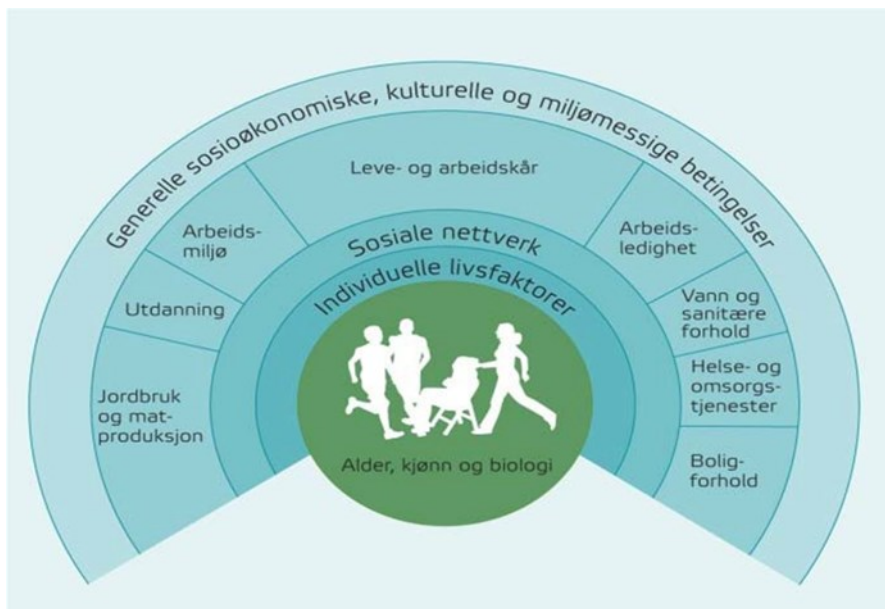 Generelle sosioøkonomiske, kulturelle og miljømessige betingelser
Leve- og arbeidskår
Arbeids-
miljø
Utdanning
Jordbruk
og mat-
produksjon
Arbeids-
ledighet
Vann og
sanitære
forhold
Helse- og
omsorgs-
tjenester
Bolig-
forhold
Sosiale nettverk
Individuelle livsfaktorer
Alder, kjønn og biologi